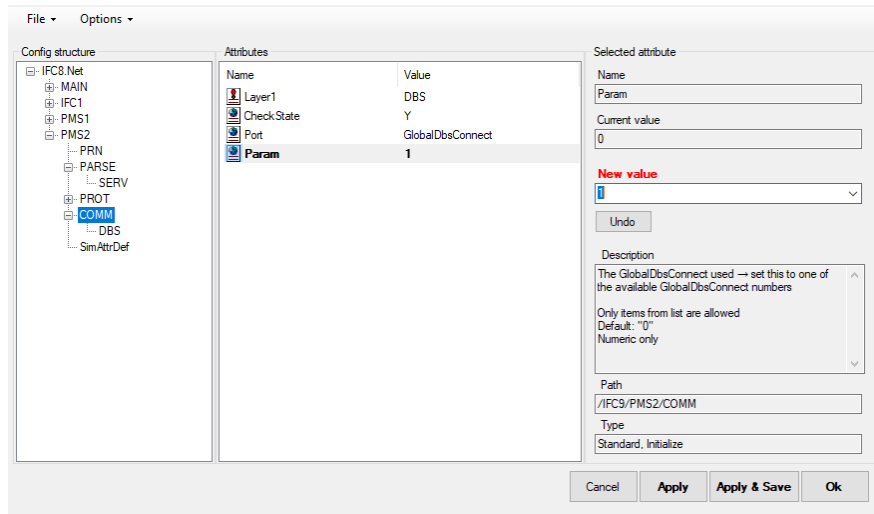 File Options
Config structure
IFC8.Net
MAIN
IFC1
PMS1
PMS2
PRN
PARSE
SERV
PROT
COMM
DBS
SimAttrDef
Attributes
Name Value
Layer1 DBS
CheckState Y
Port GlobalDbsConnect
Param 1
Selected attribute
Name
Param
Current value
0
New value
1
Undo
Description
The GlobalDbsConnect used → set this to one of
the available GlobalDbsConnect numbers
Only items from list are allowed
Default: "0"
Numeric only
Path
/IFC9/PMS2/COMM
Type
Standard, Initialize
Cancel Apply Apply & Save Ok